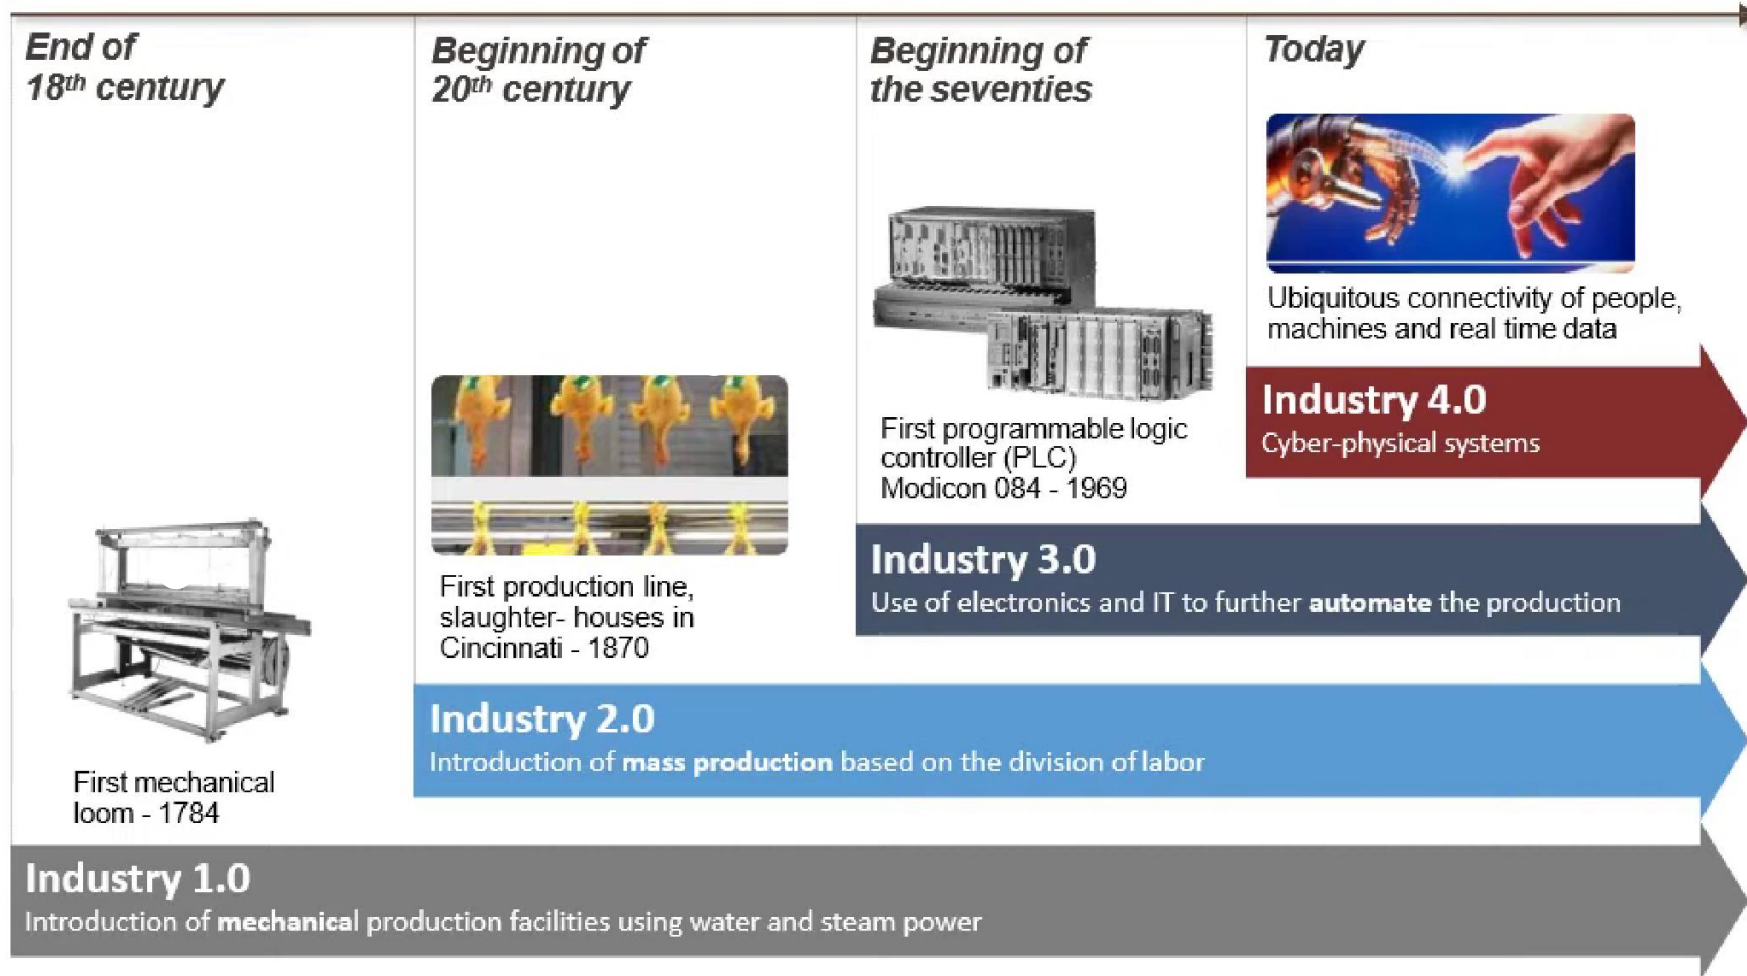 End of
18th century
Beginning of
20th century
Beginning of
the seventies
Today
Ubiquitous connectivity of people,
machines and real time data
Industry 4.0
Cyber-physical systems
First programmable logic
controller (PLC)
Modicon 084 - 1969
Industry 3.0
Use of electronics and IT to further automate the production
First production line,
slaughter- houses in
Cincinnati - 1870
Industry 2.0
Introduction of mass production based on the division of labor
First mechanical
loom - 1784
Industry 1.0
Introduction of mechanical production facilities using water and steam power